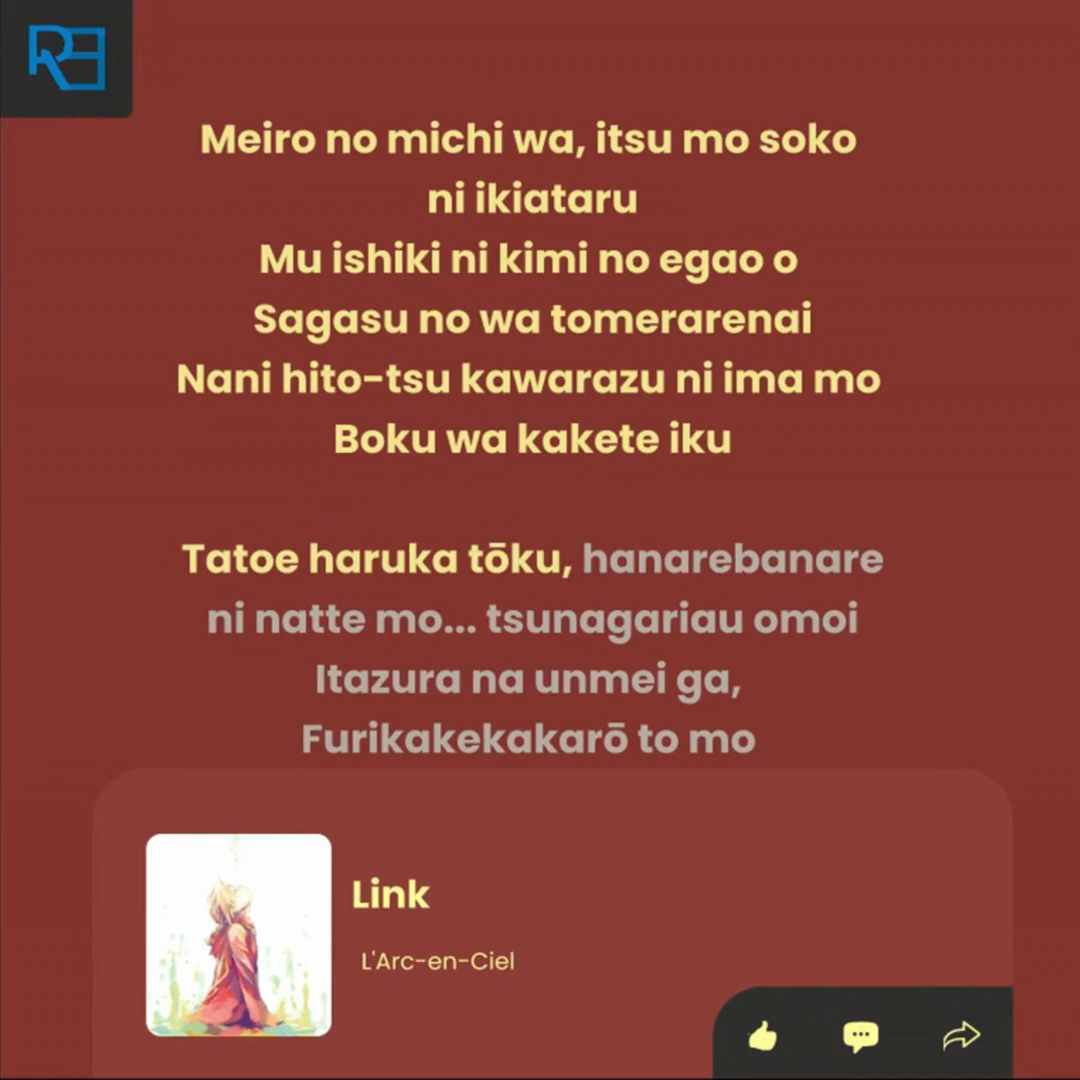 RE
Meiro no michi wa, itsu mo soko
ni ikiataru
Mu ishiki ni kimi no egao o
Sagasu no wa tomerarenai
Nani hito-tsu kawarazu ni ima mo
Boku wa kakete iku
Tatoe haruka tōku, hanarebanare
ni natte mo... tsunagariau omoi
Itazura na unmei ga,
Furikakekakarō to mo
Link
L'Arc-en-Ciel